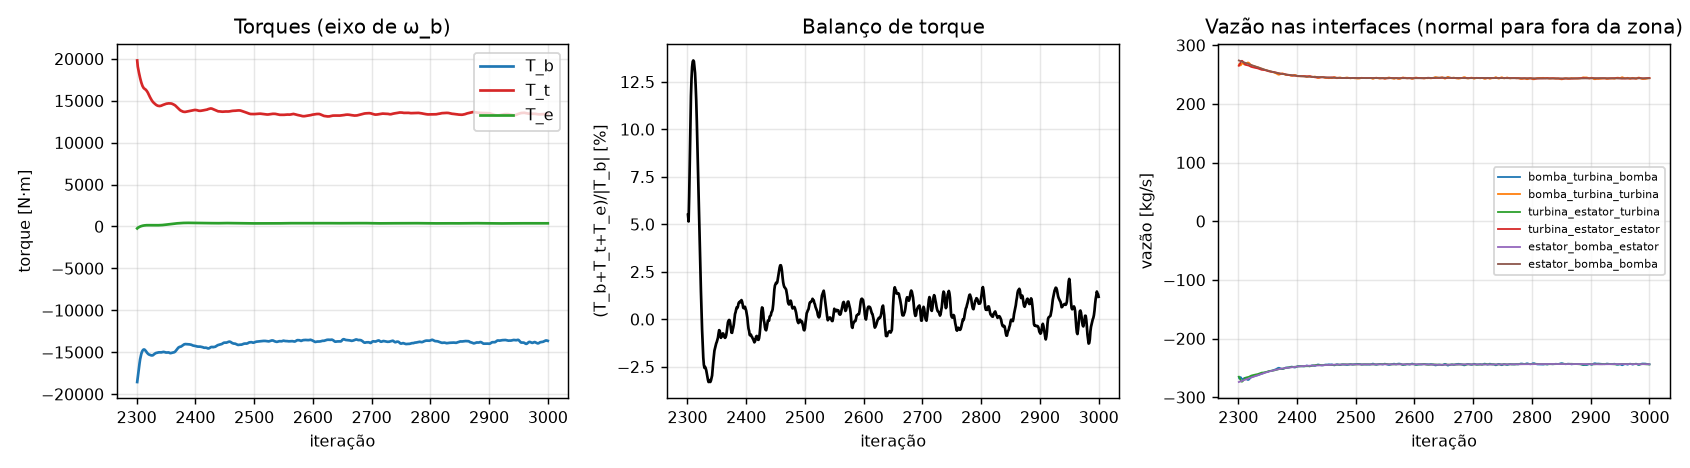 Torques (eixo de ω_b)
torque [N·m]
20000
15000
10000
5000
0
−5000
−10000
−15000
−20000
T_b
T_t
T_e
2300 2400 2500 2600 2700 2800 2900 3000
iteração
Balanço de torque
(T_b+T_t+T_e)/|T_b| [%]
12.5
10.0
7.5
5.0
2.5
0.0
−2.5
2300 2400 2500 2600 2700 2800 2900 3000
iteração
Vazão nas interfaces (normal para fora da zona)
vazão [kg/s]
300
200
100
0
−100
−200
−300
bomba_turbina_bomba
bomba_turbina_turbina
turbina_estator_turbina
turbina_estator_estator
estator_bomba_estator
estator_bomba_bomba
2300 2400 2500 2600 2700 2800 2900 3000
iteração